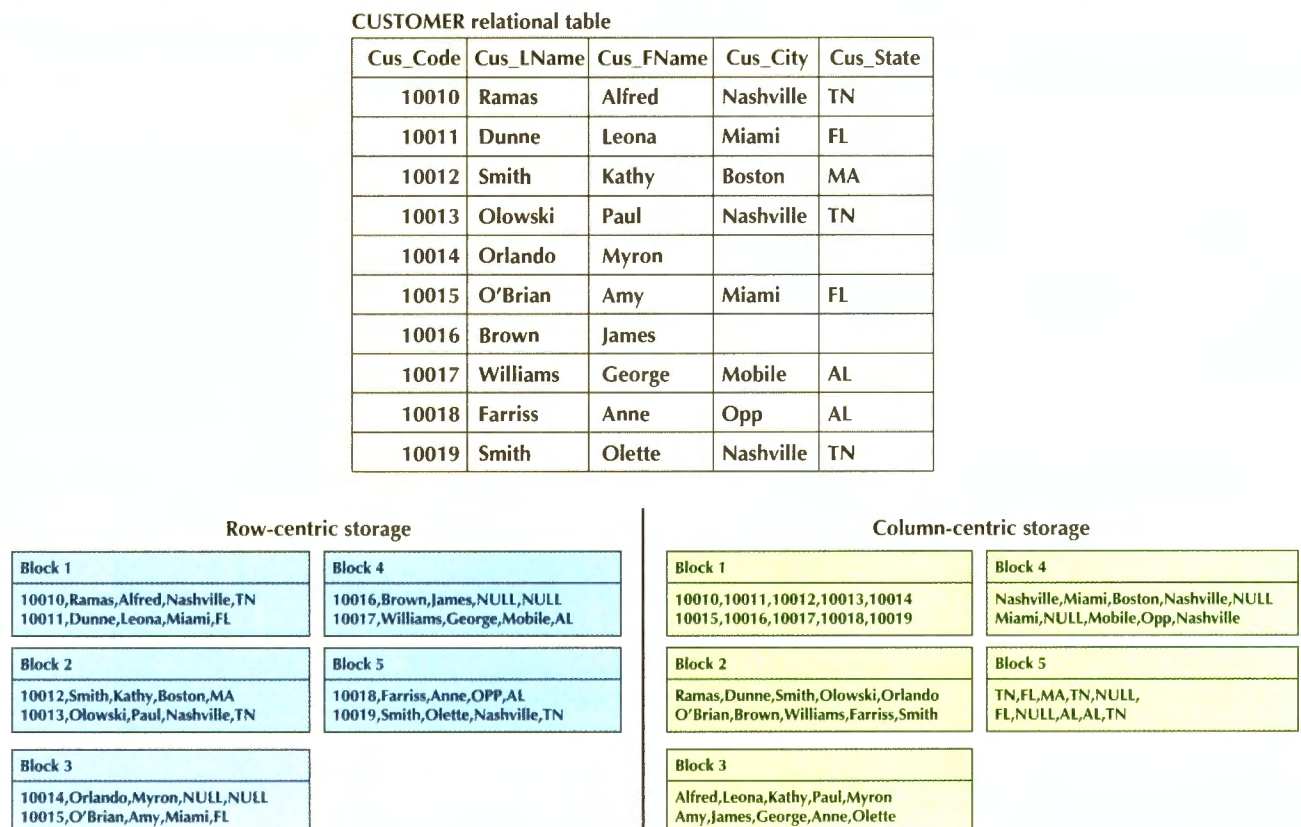 CUSTOMER relational table
Cus_Code Cus_LName Cus_FName Cus_City Cus_State
10010 Ramas Alfred Nashville TN
10011 Dunne Leona Miami FL
10012 Smith Kathy Boston MA
10013 Olowski Paul Nashville TN
10014 Orlando Myron
10015 O'Brian Amy Miami FL
10016 Brown James
10017 Williams George Mobile AL
10018 Farriss Anne Opp AL
10019 Smith Olette Nashville TN
Row-centric storage
Block 1
10010,Ramas,Alfred,Nashville,TN
10011,Dunne,Leona,Miami,FL
Block 2
10012,Smith,Kathy,Boston,MA
10013,Olowski,Paul,Nashville,TN
Block 3
10014,Orlando,Myron,NULL,NULL
10015,O'Brian,Amy,Miami,FL
Block 4
10016,Brown,James,NULL,NULL
10017,Williams,George,Mobile,AL
Block 5
10018,Farriss,Anne,OPP,AL
10019,Smith,Olette,Nashville,TN
Column-centric storage
Block 1
10010,10011,10012,10013,10014
10015,10016,10017,10018,10019
Block 2
Ramas,Dunne,Smith,Olowski,Orlando
O'Brian,Brown,Williams,Farriss,Smith
Block 3
Alfred,Leona,Kathy,Paul,Myron
Amy,James,George,Anne,Olette
Block 4
Nashville,Miami,Boston,Nashville,NULL
Miami,NULL,Mobile,Opp,Nashville
Block 5
TN,FL,MA,TN,NULL,
FL,NULL,AL,AL,TN